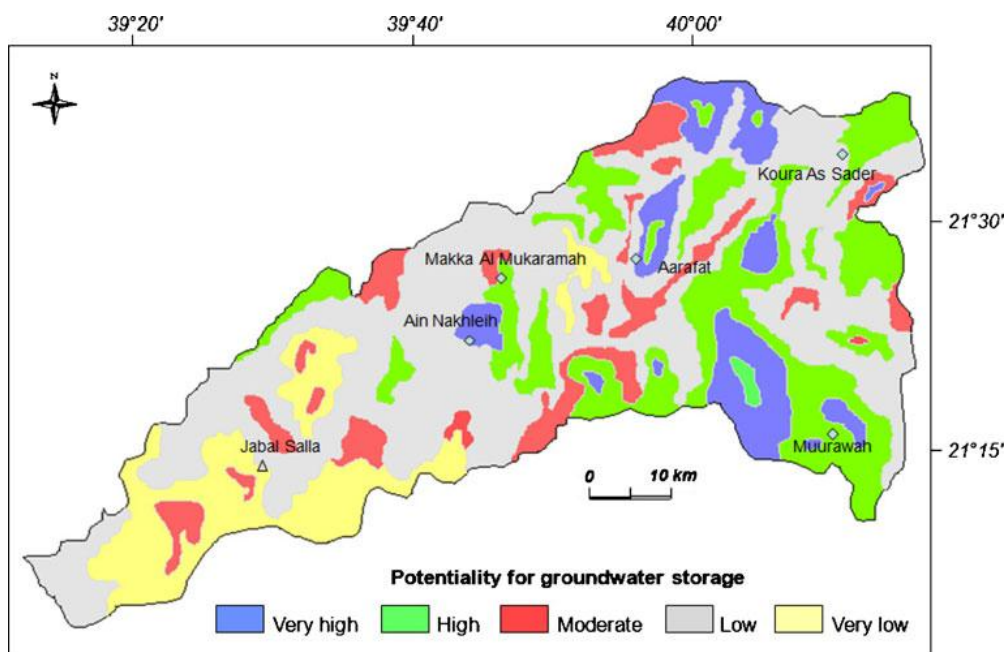 39°20' 39°40' 40°00'
N
Koura As Sader
21°30'
Makka Al Mukaramah
Aarafat
Ain Nakhleih
Jabal Salla
Muurawah
21°15'
0 10 km
Potentiality for groundwater storage
Very high High Moderate Low Very low